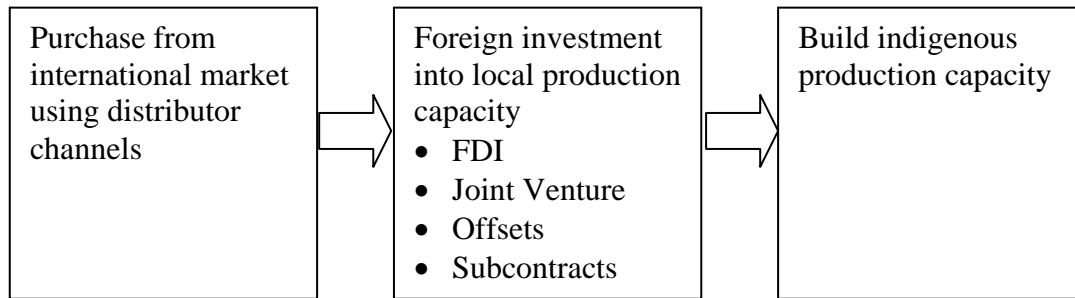 Purchase from
international market
using distributor
channels
Foreign investment
into local production
capacity
• FDI
• Joint Venture
• Offsets
• Subcontracts
Build indigenous
production capacity